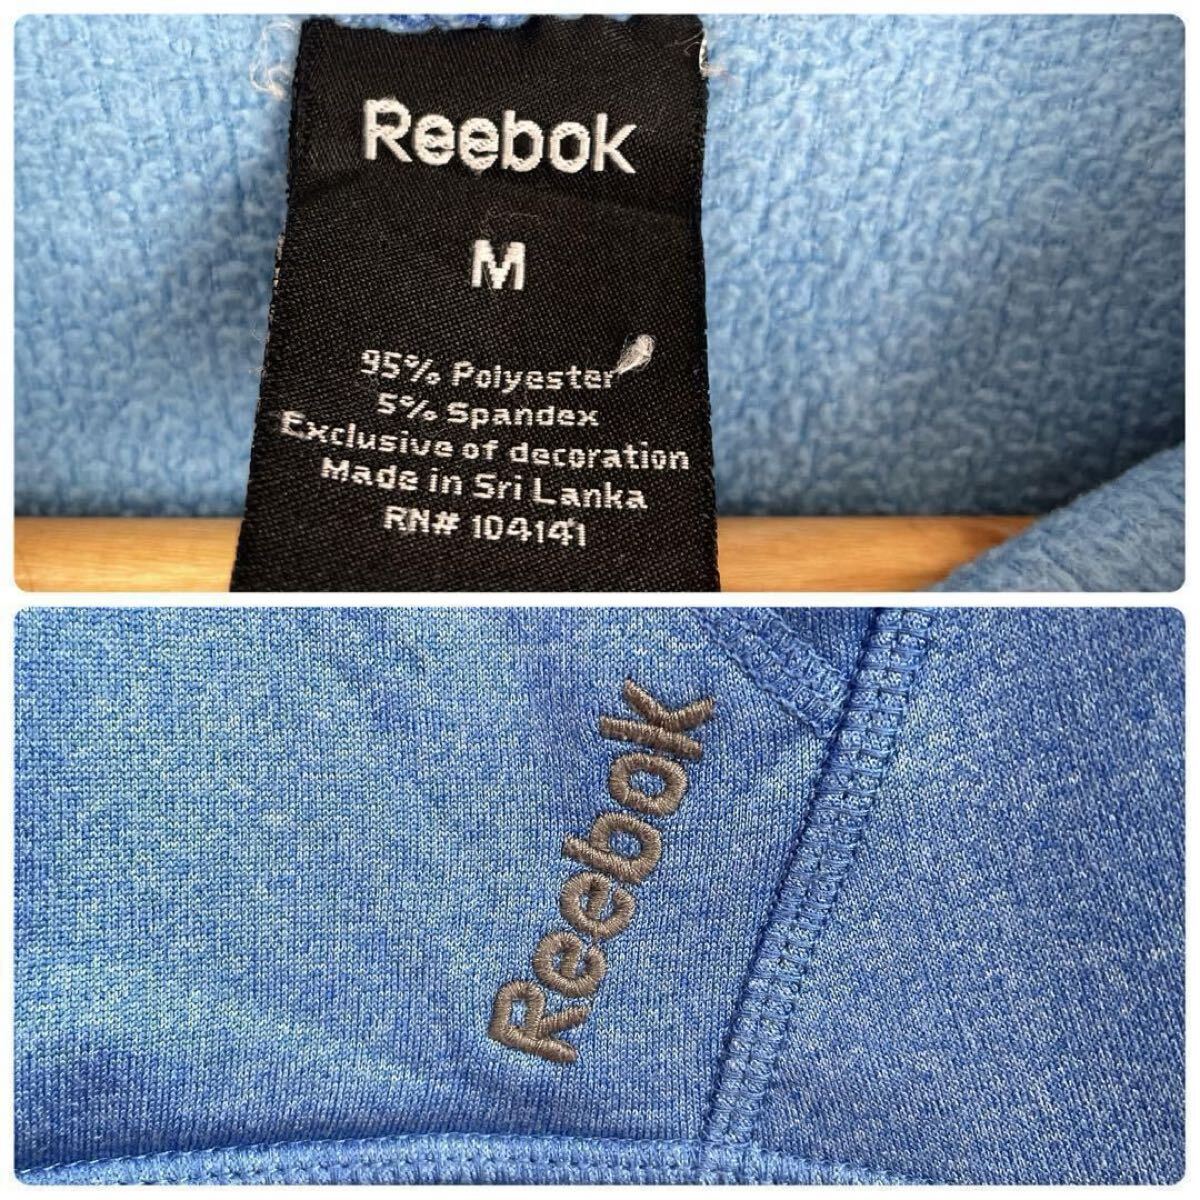 Reebok
M
95% Polyester
5% Spandex
Exclusive of decoration
Made in Sri Lanka
RN# 104141
Reebok